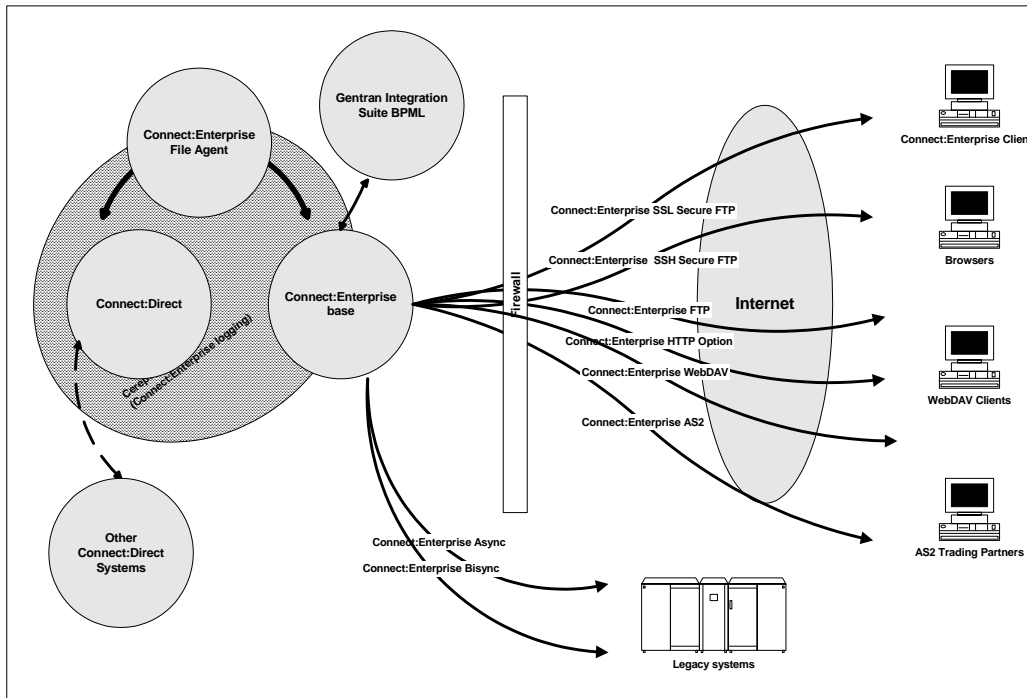 Gentran Integration
Suite BPML
Connect:Enterprise
File Agent
Connect:Direct
Connect:Enterprise
base
(Connect:Enterprise logging)
Other
Connect:Direct
Systems
Firewall
Connect:Enterprise SSL Secure FTP
Connect:Enterprise SSH Secure FTP
Connect:Enterprise FTP
Connect:Enterprise HTTP Option
Connect:Enterprise WebDAV
Connect:Enterprise AS2
Internet
Connect:Enterprise Async
Connect:Enterprise Bisync
Connect:Enterprise Client
Browsers
WebDAV Clients
AS2 Trading Partners
Legacy systems